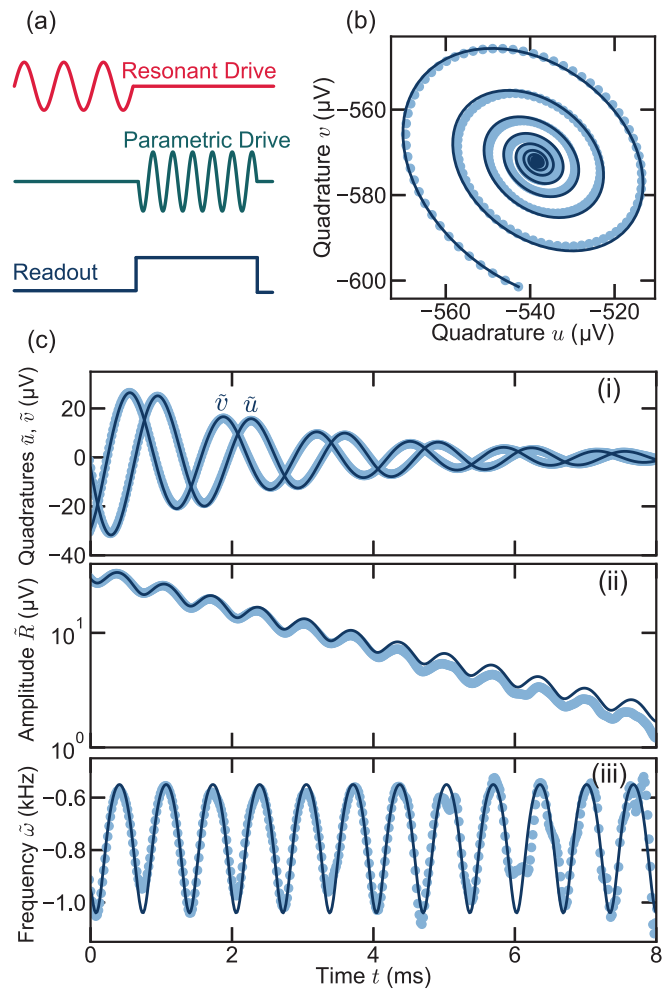 (a)
Resonant Drive
Parametric Drive
Readout
(b)
Quadrature v (µV)
−560
−580
−600
−560
−540
−520
Quadrature u (µV)
(c)
Quadratures ũ, ṽ (µV)
20
0
−20
−40
ṽ
ũ
(i)
Amplitude R̃ (µV)
10¹
10⁰
(ii)
Frequency ω̃ (kHz)
−0.6
−0.8
−1.0
(iii)
0
2
4
6
8
Time t (ms)